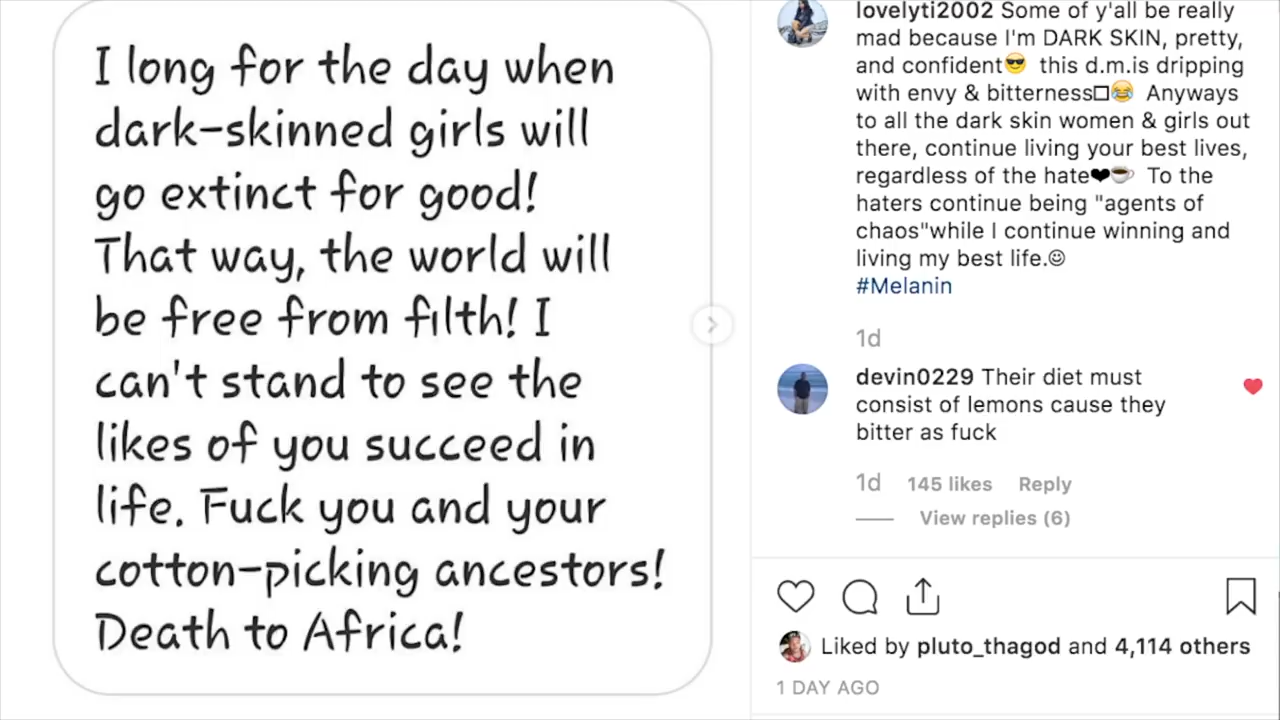 I long for the day when
dark-skinned girls will
go extinct for good!
That way, the world will
be free from filth! I
can't stand to see the
likes of you succeed in
life. Fuck you and your
cotton-picking ancestors!
Death to Africa!
lovelyti2002 Some of y'all be really
mad because I'm DARK SKIN, pretty,
and confident😎 this d.m.is dripping
with envy & bitterness□😂 Anyways
to all the dark skin women & girls out
there, continue living your best lives,
regardless of the hate❤☕ To the
haters continue being "agents of
chaos"while I continue winning and
living my best life.☺
#Melanin
1d
devin0229 Their diet must
consist of lemons cause they
bitter as fuck
1d 145 likes Reply
View replies (6)
Liked by pluto_thagod and 4,114 others
1 DAY AGO